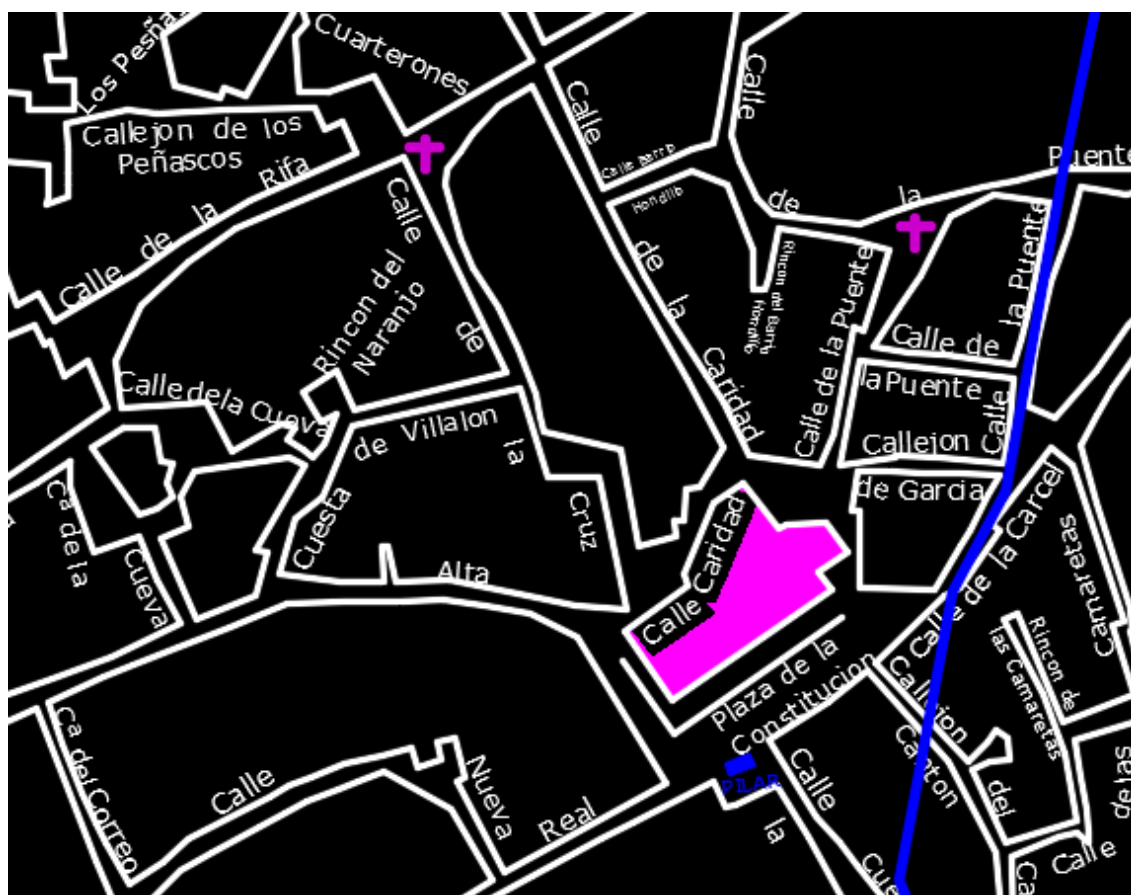 Los Pesña
Cuarterones
Callejon de los
Peñascos
Calle de la Rifa
Calle de la Cruz
Calle de la Caridad
Calle Barrio
Hondillo
Calle de la Puente
Rincon del Barrio
Hondillo
Calle de la Puente
Calle de la Puente
la Puente
Calle
Callejon
de Garcia
Rincon del
Naranjo
Calle de la Cueva
Cuesta de Villalon
Ca de la Cueva
Alta
Calle Caridad
Plaza de la
Constitucion
PILAR
Calle de la Carcel
Camaretas
Rincon de
las Camaretas
Callejon del
Canton
Ca del Correo
Calle
Nueva
Real
la
Calle
Cue
Calle
de las
Ca